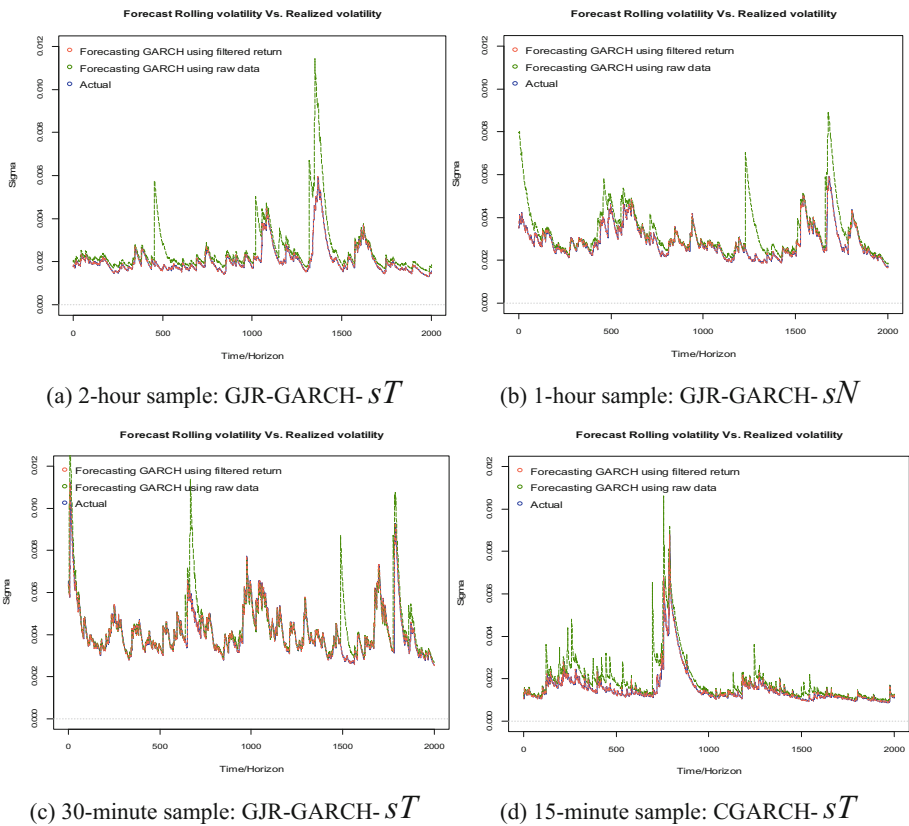 Forecast Rolling volatility Vs. Realized volatility
Forecasting GARCH using filtered return
Forecasting GARCH using raw data
Actual
Sigma
0.012
0.010
0.008
0.006
0.004
0.002
0.000
0 500 1000 1500 2000
Time/Horizon
(a) 2-hour sample: GJR-GARCH- sT
Forecast Rolling volatility Vs. Realized volatility
Forecasting GARCH using filtered return
Forecasting GARCH using raw data
Actual
Sigma
0.012
0.010
0.008
0.006
0.004
0.002
0.000
0 500 1000 1500 2000
Time/Horizon
(b) 1-hour sample: GJR-GARCH- sN
Forecast Rolling volatility Vs. Realized volatility
Forecasting GARCH using filtered return
Forecasting GARCH using raw data
Actual
Sigma
0.012
0.010
0.008
0.006
0.004
0.002
0.000
0 500 1000 1500 2000
Time/Horizon
(c) 30-minute sample: GJR-GARCH- sT
Forecast Rolling volatility Vs. Realized volatility
Forecasting GARCH using filtered return
Forecasting GARCH using raw data
Actual
Sigma
0.012
0.010
0.008
0.006
0.004
0.002
0.000
0 500 1000 1500 2000
Time/Horizon
(d) 15-minute sample: CGARCH- sT